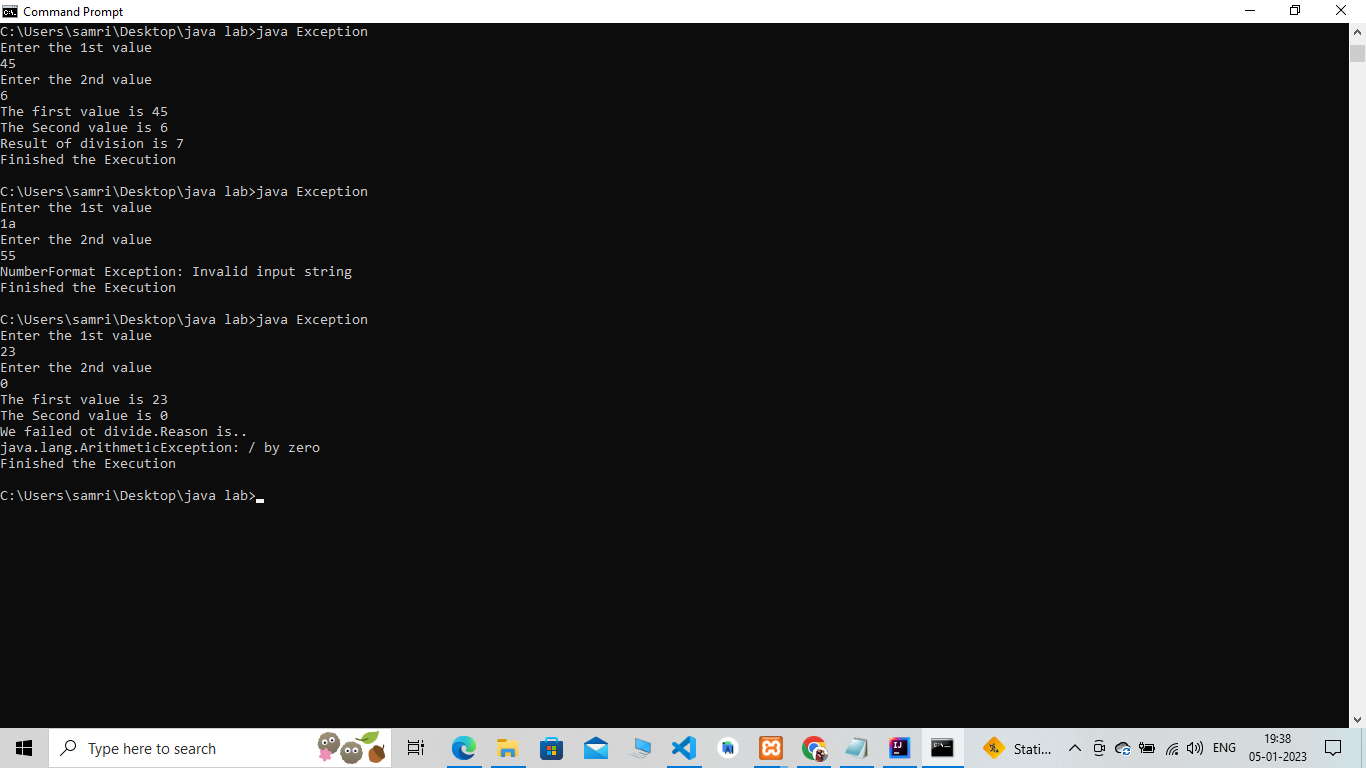 Command Prompt
C:\Users\samri\Desktop\java lab>java Exception
Enter the 1st value
45
Enter the 2nd value
6
The first value is 45
The Second value is 6
Result of division is 7
Finished the Execution
C:\Users\samri\Desktop\java lab>java Exception
Enter the 1st value
1a
Enter the 2nd value
55
NumberFormat Exception: Invalid input string
Finished the Execution
C:\Users\samri\Desktop\java lab>java Exception
Enter the 1st value
23
Enter the 2nd value
0
The first value is 23
The Second value is 0
We failed ot divide.Reason is..
java.lang.ArithmeticException: / by zero
Finished the Execution
C:\Users\samri\Desktop\java lab>
Type here to search
Stati...
ENG
19:38
05-01-2023